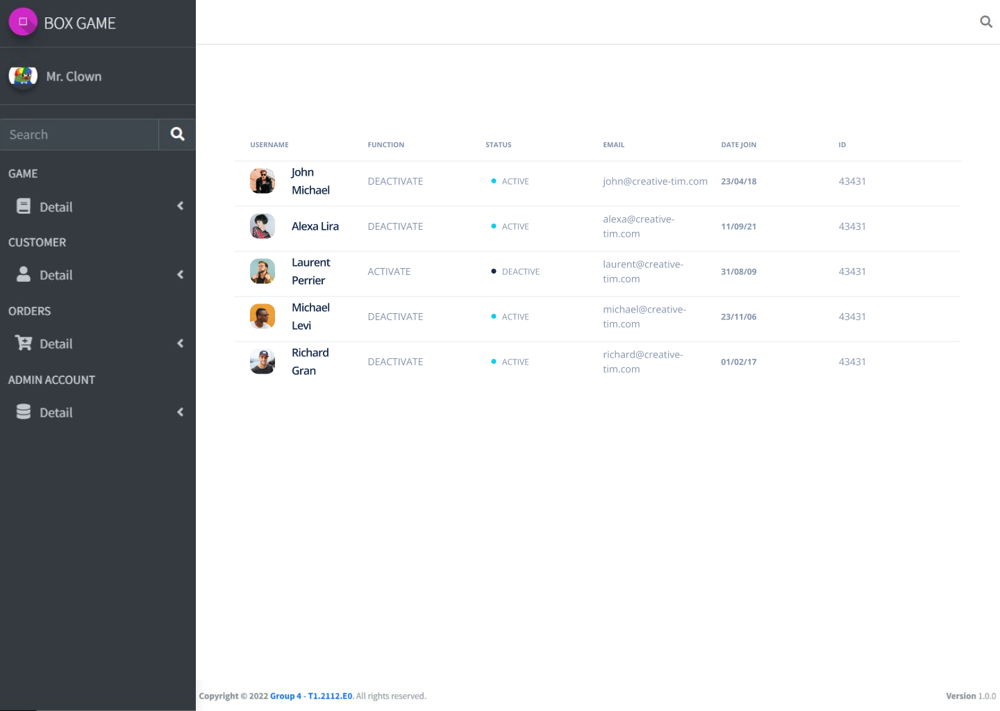 BOX GAME
Mr. Clown
Search
GAME
Detail
CUSTOMER
Detail
ORDERS
Detail
ADMIN ACCOUNT
Detail
USERNAME FUNCTION STATUS EMAIL DATE JOIN ID
John
Michael
DEACTIVATE ACTIVE john@creative-tim.com 23/04/18 43431
Alexa Lira DEACTIVATE ACTIVE
alexa@creative-
tim.com
11/09/21 43431
Laurent
Perrier
ACTIVATE DEACTIVE
laurent@creative-
tim.com
31/08/09 43431
Michael
Levi
DEACTIVATE ACTIVE
michael@creative-
tim.com
23/11/06 43431
Richard
Gran
DEACTIVATE ACTIVE
richard@creative-
tim.com
01/02/17 43431
Copyright © 2022 Group 4 - T1.2112.E0. All rights reserved. Version 1.0.0